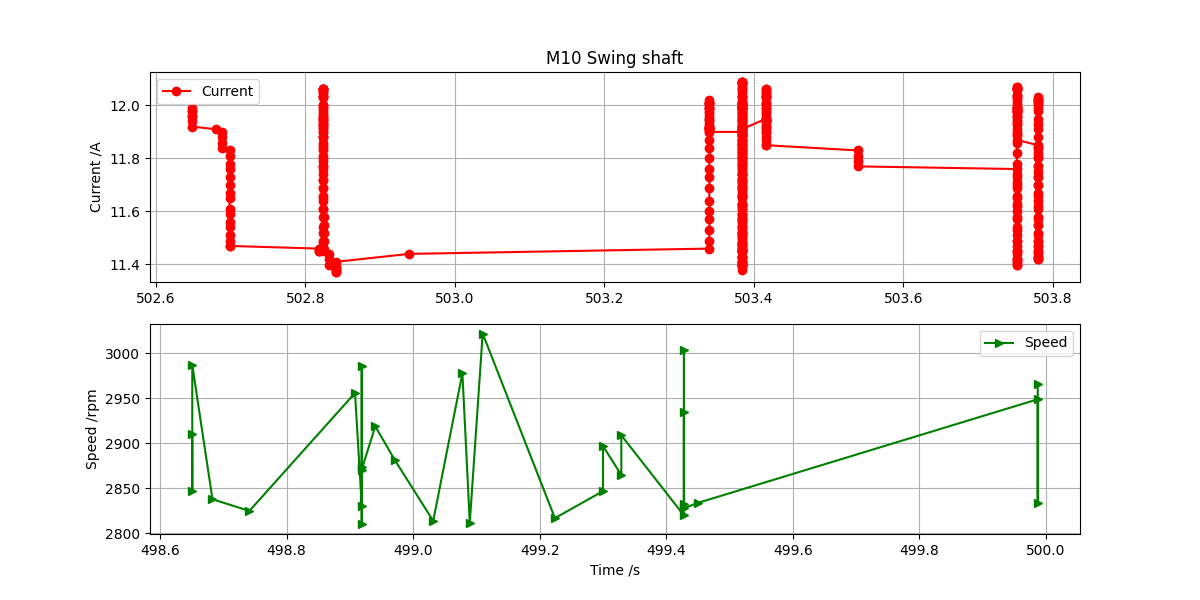 M10 Swing shaft
Current /A
12.0
11.8
11.6
11.4
Current
502.6 502.8 503.0 503.2 503.4 503.6 503.8
Speed /rpm
3000
2950
2900
2850
2800
Speed
498.6 498.8 499.0 499.2 499.4 499.6 499.8 500.0
Time /s